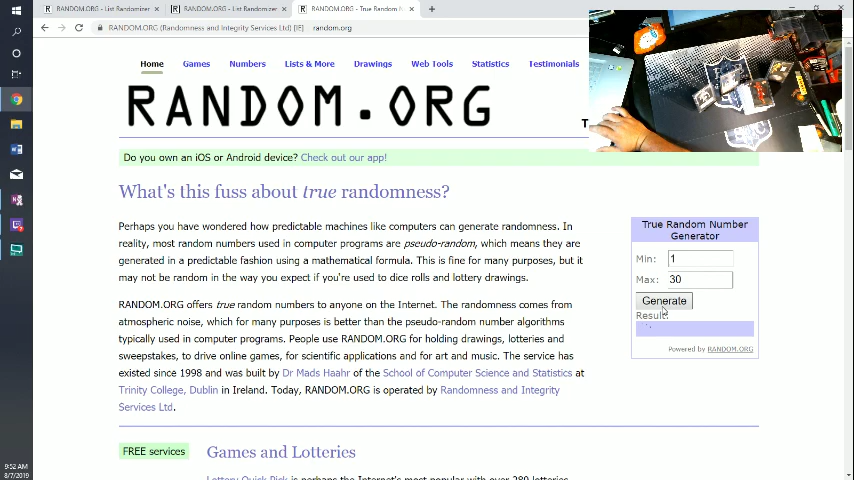 RANDOM.ORG - List Randomizer
RANDOM.ORG - List Randomizer
RANDOM.ORG - True Random N
RANDOM.ORG (Randomness and Integrity Services Ltd) [IE]
random.org
Home Games Numbers Lists & More Drawings Web Tools Statistics Testimonials
RANDOM.ORG
T
Do you own an iOS or Android device? Check out our app!
What's this fuss about true randomness?
Perhaps you have wondered how predictable machines like computers can generate randomness. In
reality, most random numbers used in computer programs are pseudo-random, which means they are
generated in a predictable fashion using a mathematical formula. This is fine for many purposes, but it
may not be random in the way you expect if you're used to dice rolls and lottery drawings.
RANDOM.ORG offers true random numbers to anyone on the Internet. The randomness comes from
atmospheric noise, which for many purposes is better than the pseudo-random number algorithms
typically used in computer programs. People use RANDOM.ORG for holding drawings, lotteries and
sweepstakes, to drive online games, for scientific applications and for art and music. The service has
existed since 1998 and was built by Dr Mads Haahr of the School of Computer Science and Statistics at
Trinity College, Dublin in Ireland. Today, RANDOM.ORG is operated by Randomness and Integrity
Services Ltd.
True Random Number
Generator
Min: 1
Max: 30
Generate
Result:
Powered by RANDOM.ORG
FREE services
Games and Lotteries
Lottery Quick Pick is perhaps the Internet's most popular with over 280 lotteries
9:52 AM
8/7/2019